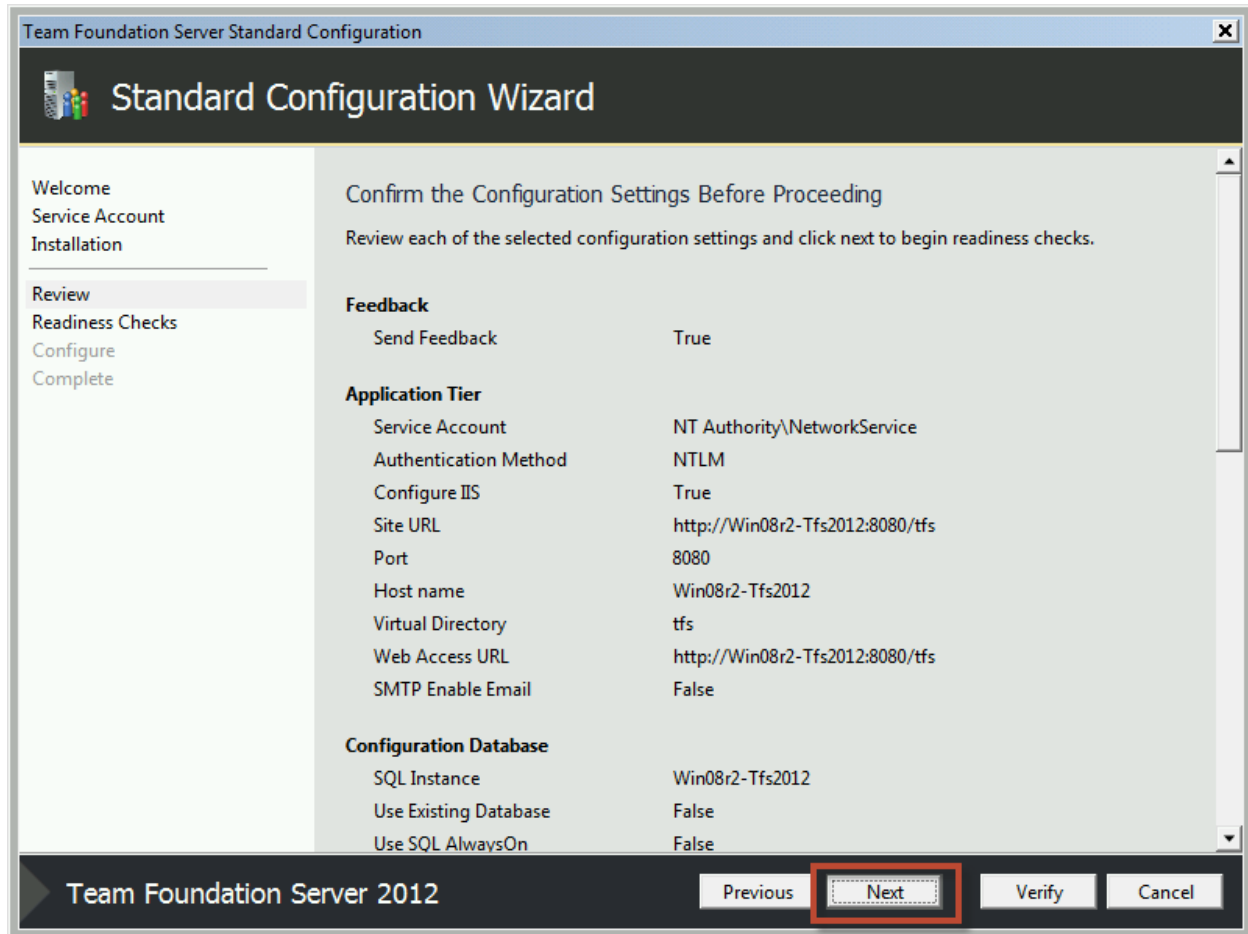 Team Foundation Server Standard Configuration
Standard Configuration Wizard
Welcome
Service Account
Installation
Review
Readiness Checks
Configure
Complete
Confirm the Configuration Settings Before Proceeding
Review each of the selected configuration settings and click next to begin readiness checks.
Feedback
Send Feedback True
Application Tier
Service Account NT Authority\NetworkService
Authentication Method NTLM
Configure IIS True
Site URL http://Win08r2-Tfs2012:8080/tfs
Port 8080
Host name Win08r2-Tfs2012
Virtual Directory tfs
Web Access URL http://Win08r2-Tfs2012:8080/tfs
SMTP Enable Email False
Configuration Database
SQL Instance Win08r2-Tfs2012
Use Existing Database False
Use SQL AlwaysOn False
Team Foundation Server 2012
Previous Next Verify Cancel